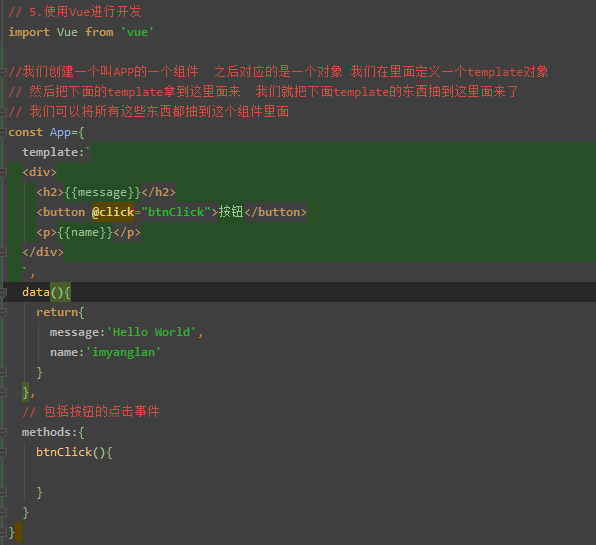 // 5.使用Vue进行开发
import Vue from 'vue'
//我们创建一个叫APP的一个组件  之后对应的是一个对象 我们在里面定义一个template对象
// 然后把下面的template拿到这里面来  我们就把下面template的东西抽到这里面来了
// 我们可以将所有这些东西都抽到这个组件里面
const App={
  template:`
  <div>
    <h2>{{message}}</h2>
    <button @click="btnClick">按钮</button>
    <p>{{name}}</p>
  </div>
  `,
  data(){
    return{
      message:'Hello World',
      name:'imyanglan'
    }
  },
  // 包括按钮的点击事件
  methods:{
    btnClick(){
    }
  }
}